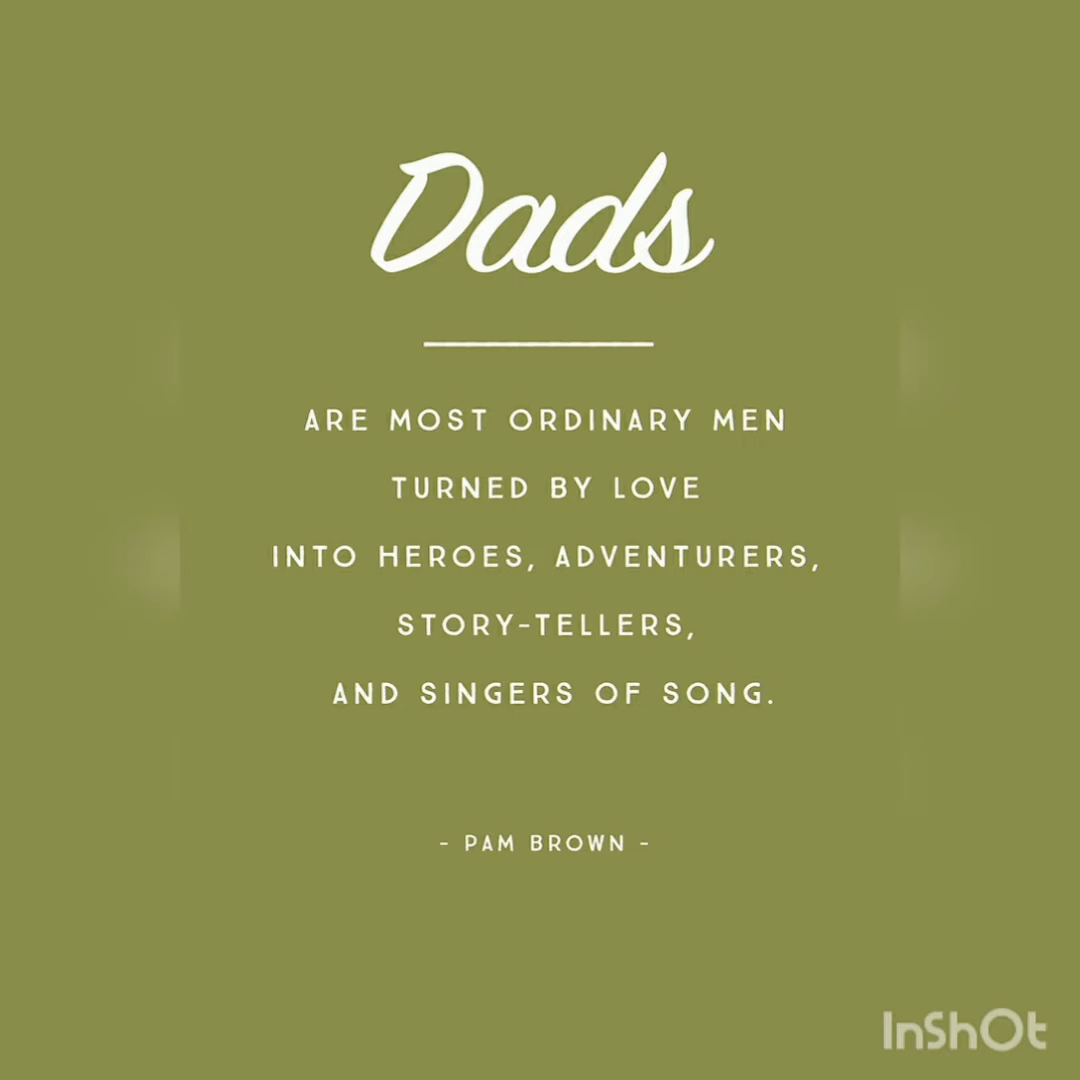 Dads
ARE MOST ORDINARY MEN
TURNED BY LOVE
INTO HEROES, ADVENTURERS,
STORY-TELLERS,
AND SINGERS OF SONG.
- PAM BROWN -
InShOt